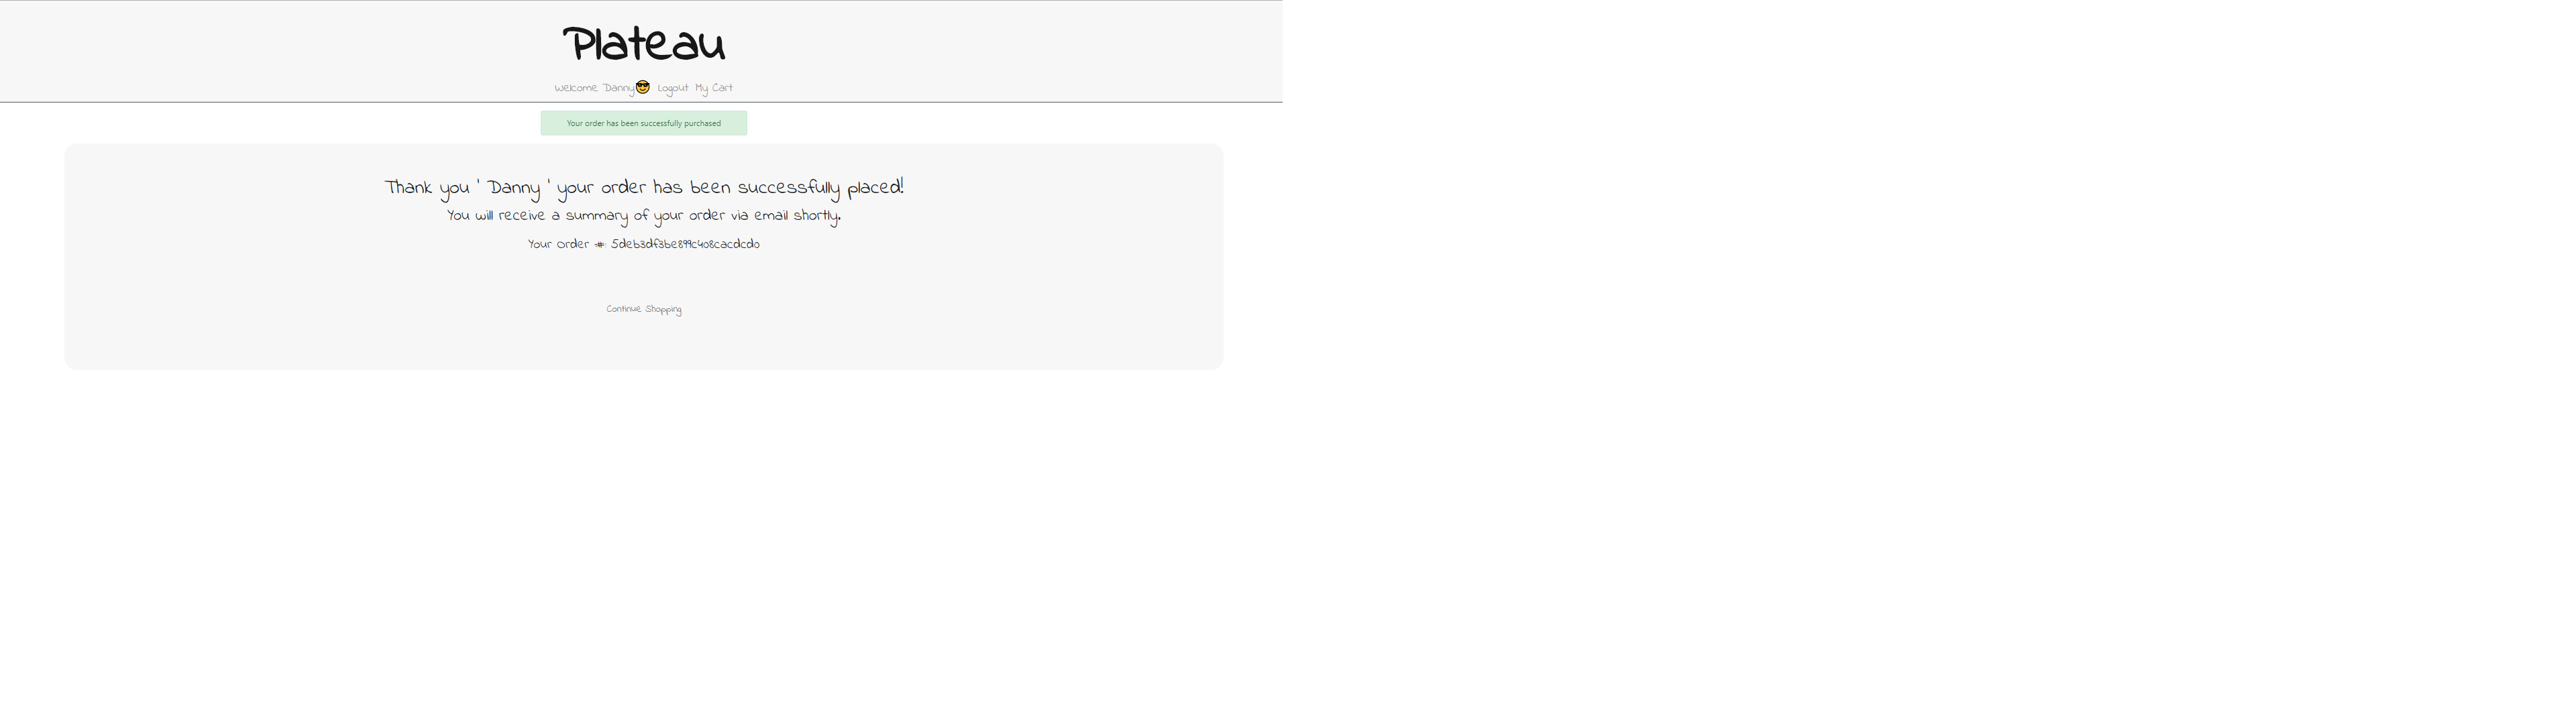 Plateau
Welcome Danny😎 Logout My Cart
Your order has been successfully purchased
Thank you ' Danny ' your order has been successfully placed!
You will receive a summary of your order via email shortly.
Your Order #: 5deb3df3be899c408cacdcd0
Continue Shopping